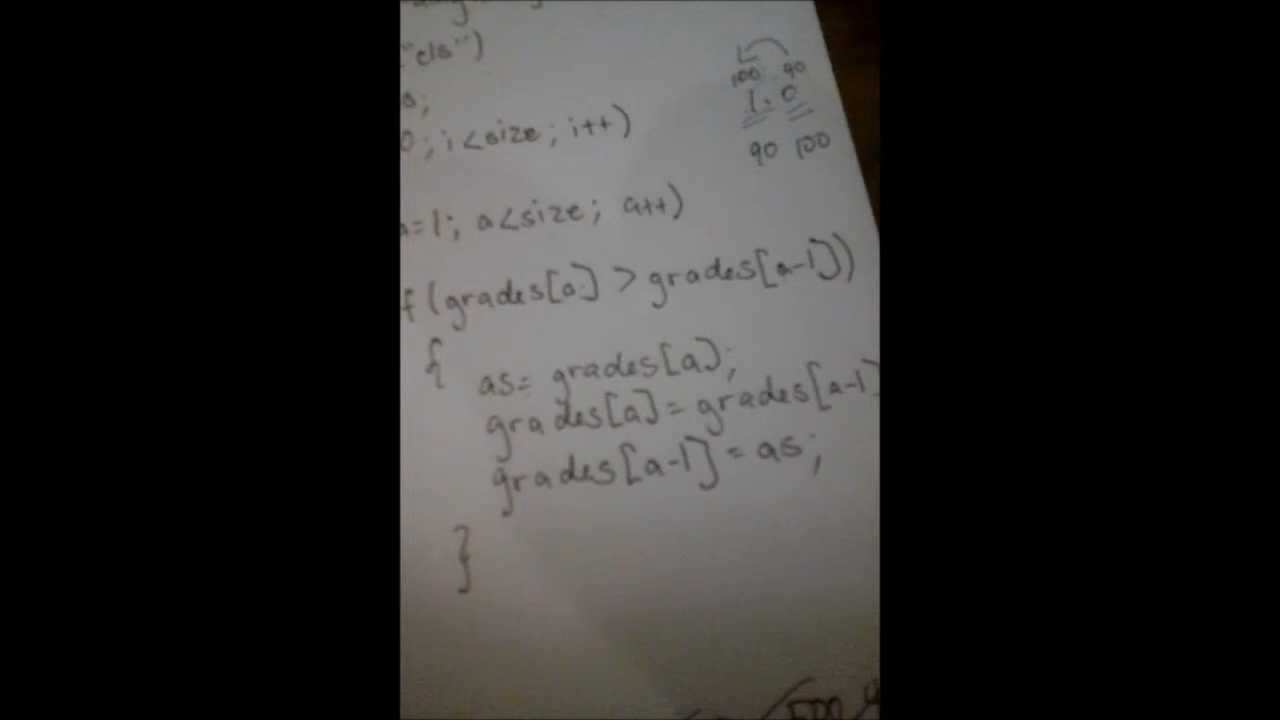 "cls")
s;
0; i<size; i++)
a=1; a<size; a++)
f(grades[a] > grades[a-1])
{ as= grades[a];
grades[a] = grades[a-1]
grades[a-1] = as;
}
100 90
1. 0
90 100
500